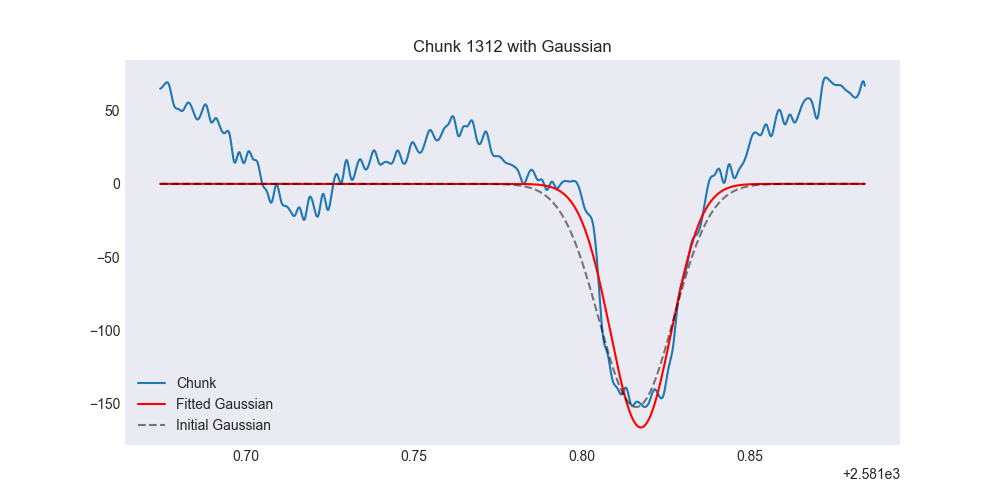 Chunk 1312 with Gaussian
50
0
−50
−100
−150
Chunk
Fitted Gaussian
Initial Gaussian
0.70 0.75 0.80 0.85
+2.581e3